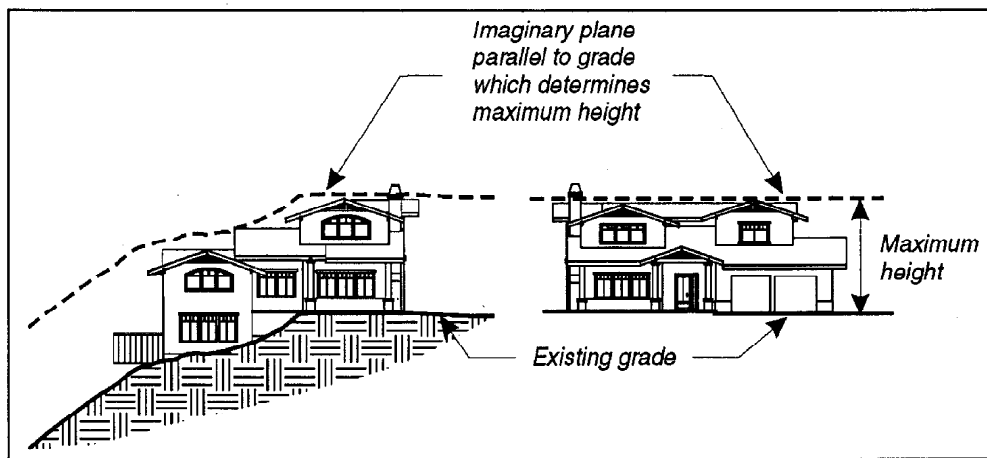 Imaginary plane
parallel to grade
which determines
maximum height
Maximum
height
Existing grade